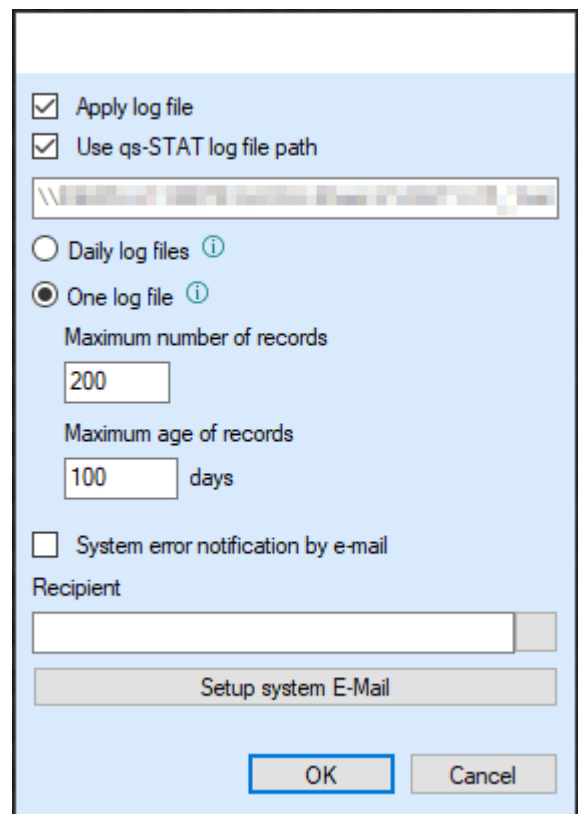 Apply log file
Use qs-STAT log file path
\\
Daily log files
One log file
Maximum number of records
200
Maximum age of records
100 days
System error notification by e-mail
Recipient
Setup system E-Mail
OK Cancel